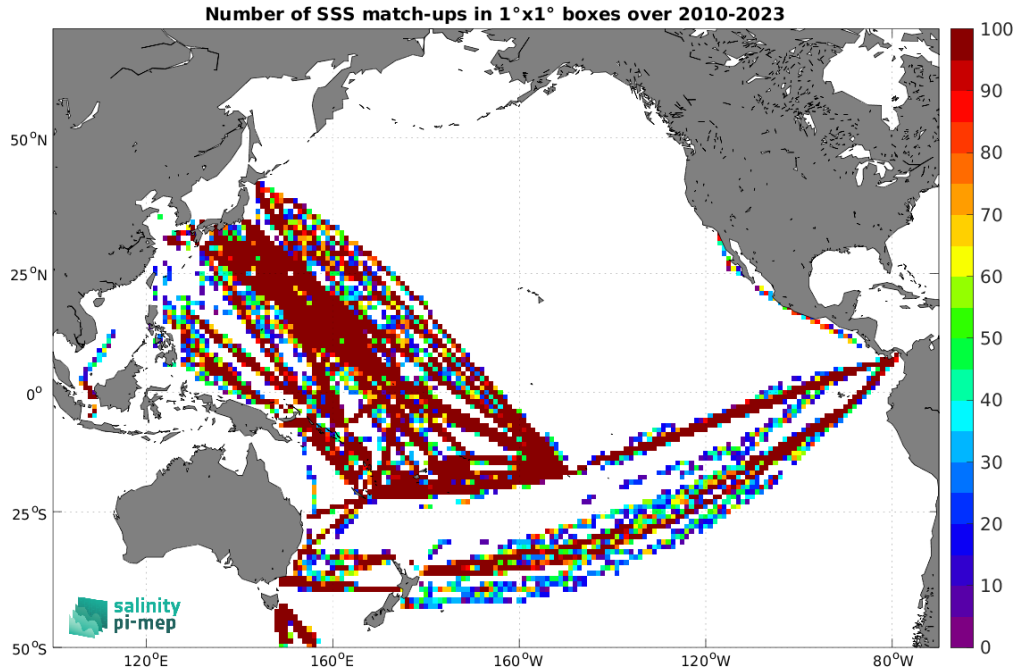 Number of SSS match-ups in 1°x1° boxes over 2010-2023
50°N
25°N
0°
25°S
50°S
120°E
160°E
160°W
120°W
80°W
100
90
80
70
60
50
40
30
20
10
0
salinity
pi-mep